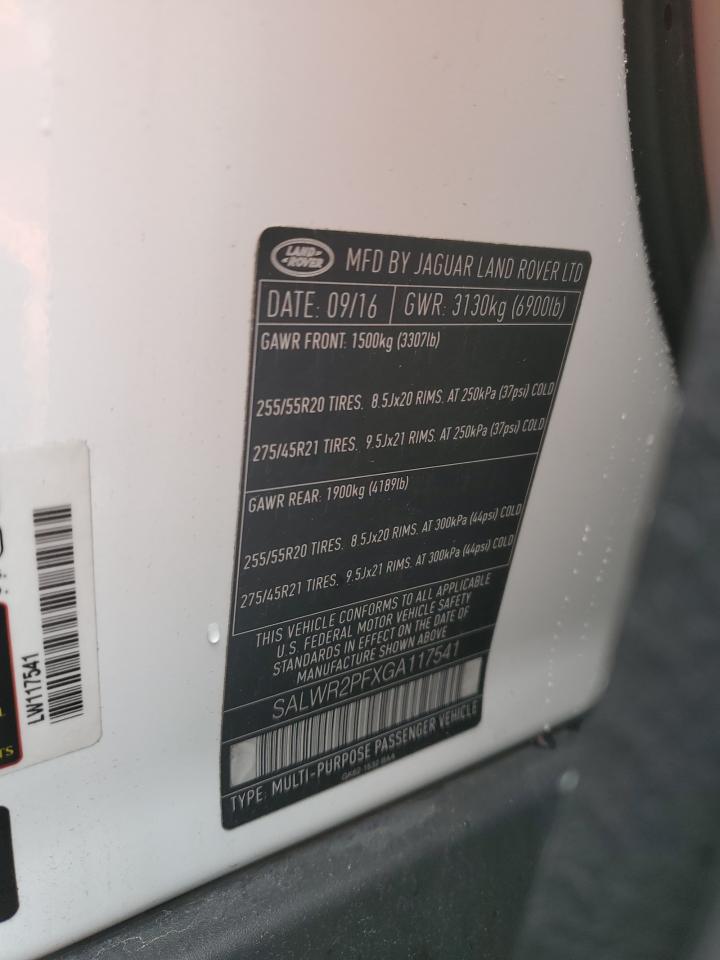 LAND ROVER
MFD BY JAGUAR LAND ROVER LTD
DATE: 09/16 GWR: 3130kg (6900lb)
GAWR FRONT: 1500kg (3307lb)
255/55R20 TIRES. 8.5Jx20 RIMS. AT 250kPa (37psi) COLD
275/45R21 TIRES. 9.5Jx21 RIMS. AT 250kPa (37psi) COLD
GAWR REAR: 1900kg (4189lb)
255/55R20 TIRES. 8.5Jx20 RIMS. AT 300kPa (44psi) COLD
275/45R21 TIRES. 9.5Jx21 RIMS. AT 300kPa (44psi) COLD
THIS VEHICLE CONFORMS TO ALL APPLICABLE
U.S. FEDERAL MOTOR VEHICLE SAFETY
STANDARDS IN EFFECT ON THE DATE OF
MANUFACTURE SHOWN ABOVE
SALWR2PFXGA117541
TYPE: MULTI-PURPOSE PASSENGER VEHICLE
LW117541